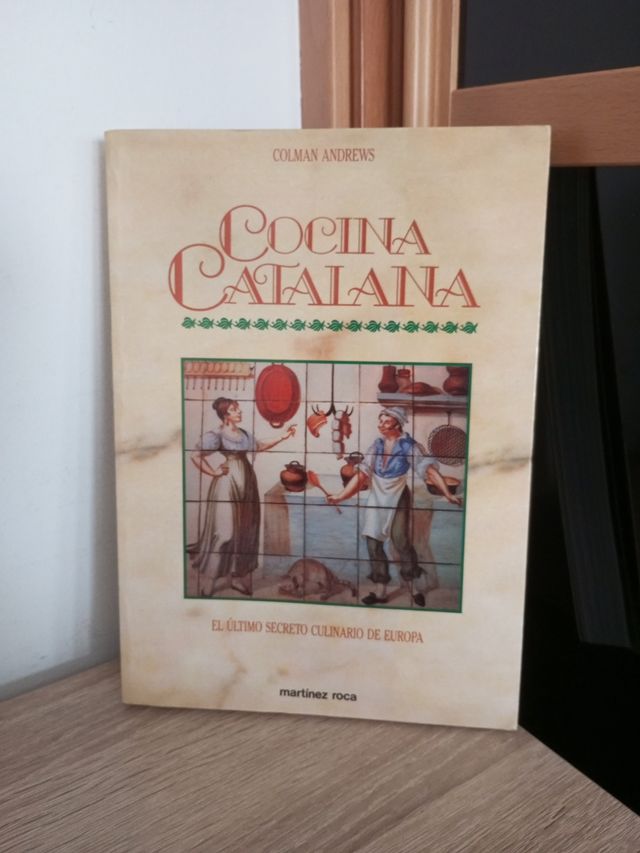 COLMAN ANDREWS
COCINA
CATALANA
EL ÚLTIMO SECRETO CULINARIO DE EUROPA
martínez roca